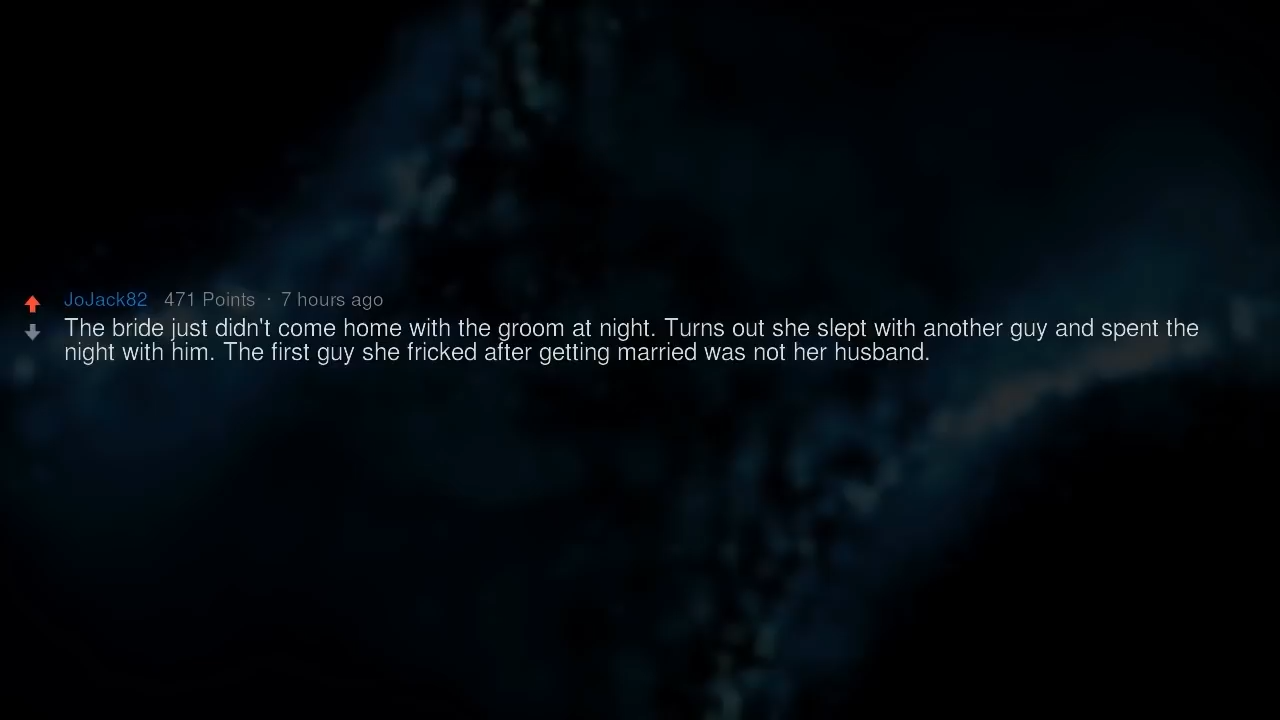 JoJack82 471 Points · 7 hours ago
The bride just didn't come home with the groom at night. Turns out she slept with another guy and spent the
night with him. The first guy she fricked after getting married was not her husband.